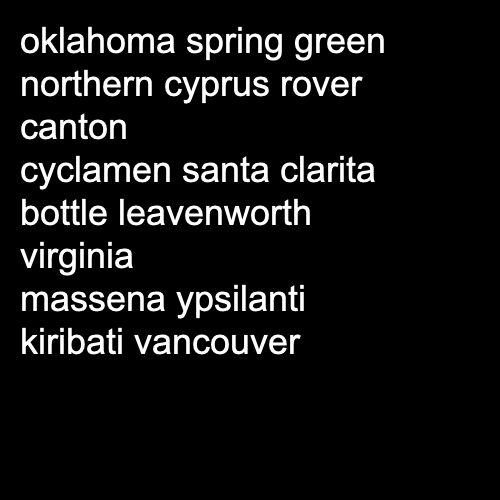 oklahoma spring green
northern cyprus rover
canton
cyclamen santa clarita
bottle leavenworth
virginia
massena ypsilanti
kiribati vancouver